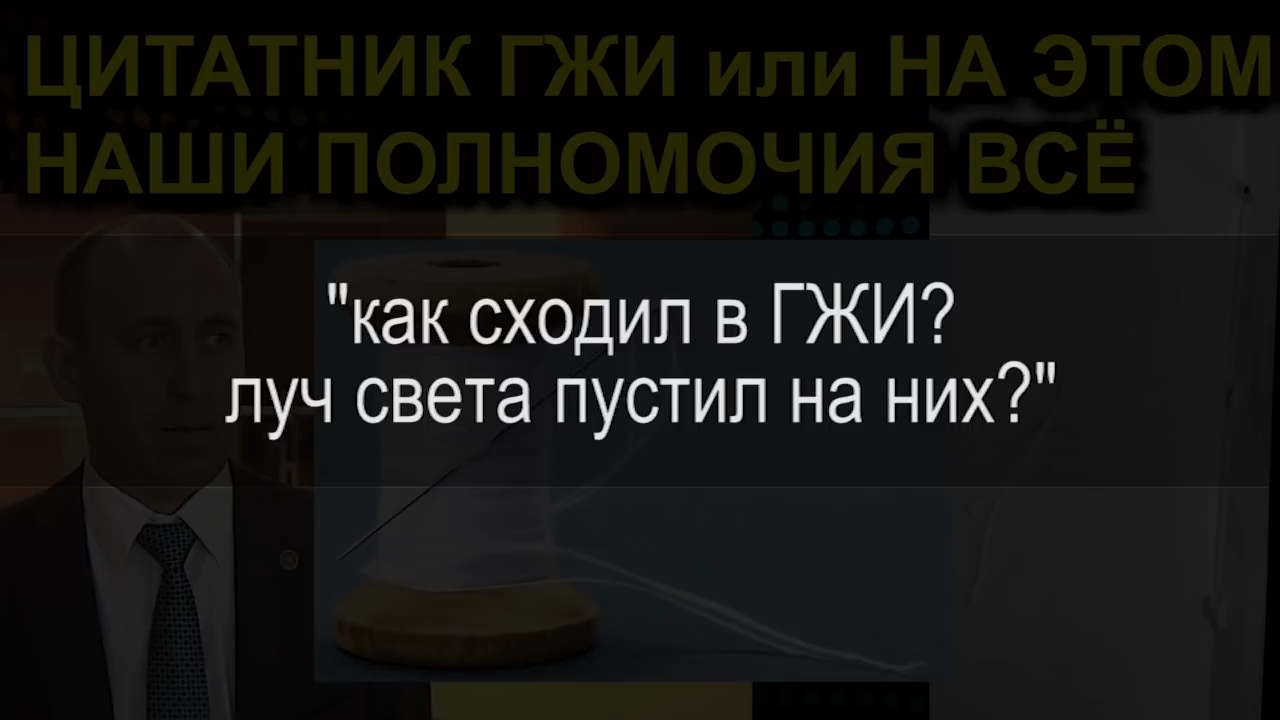 ЦИТАТНИК ГЖИ или НА ЭТОМ
НАШИ ПОЛНОМОЧИЯ ВСЁ
"как сходил в ГЖИ?
луч света пустил на них?"